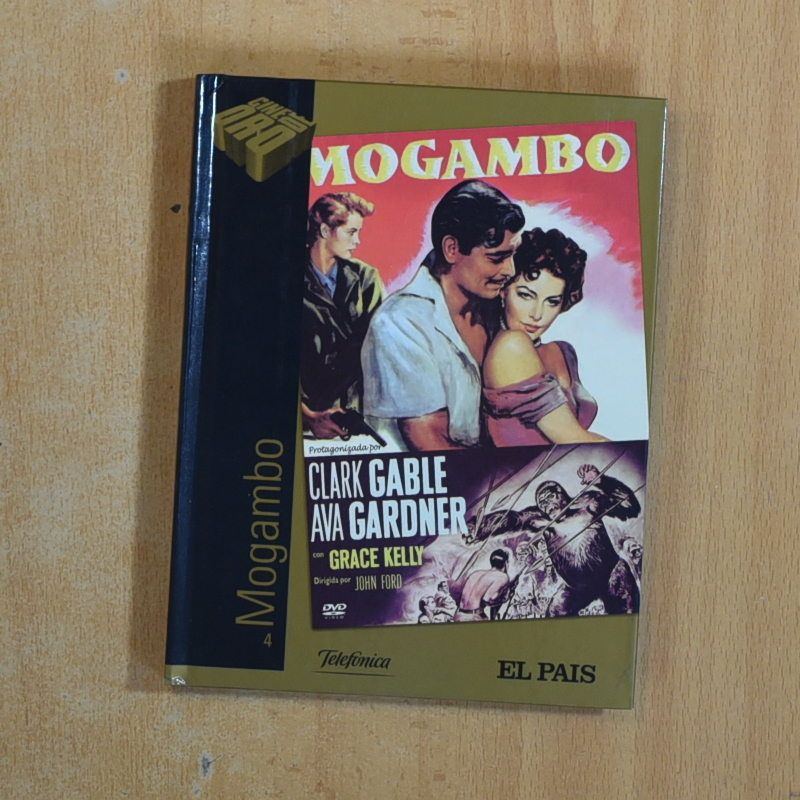 CINE DE ORO
MOGAMBO
Protagonizada por
CLARK GABLE
AVA GARDNER
con GRACE KELLY
Dirigida por JOHN FORD
DVD
VIDEO
Mogambo
4
Telefónica
EL PAIS